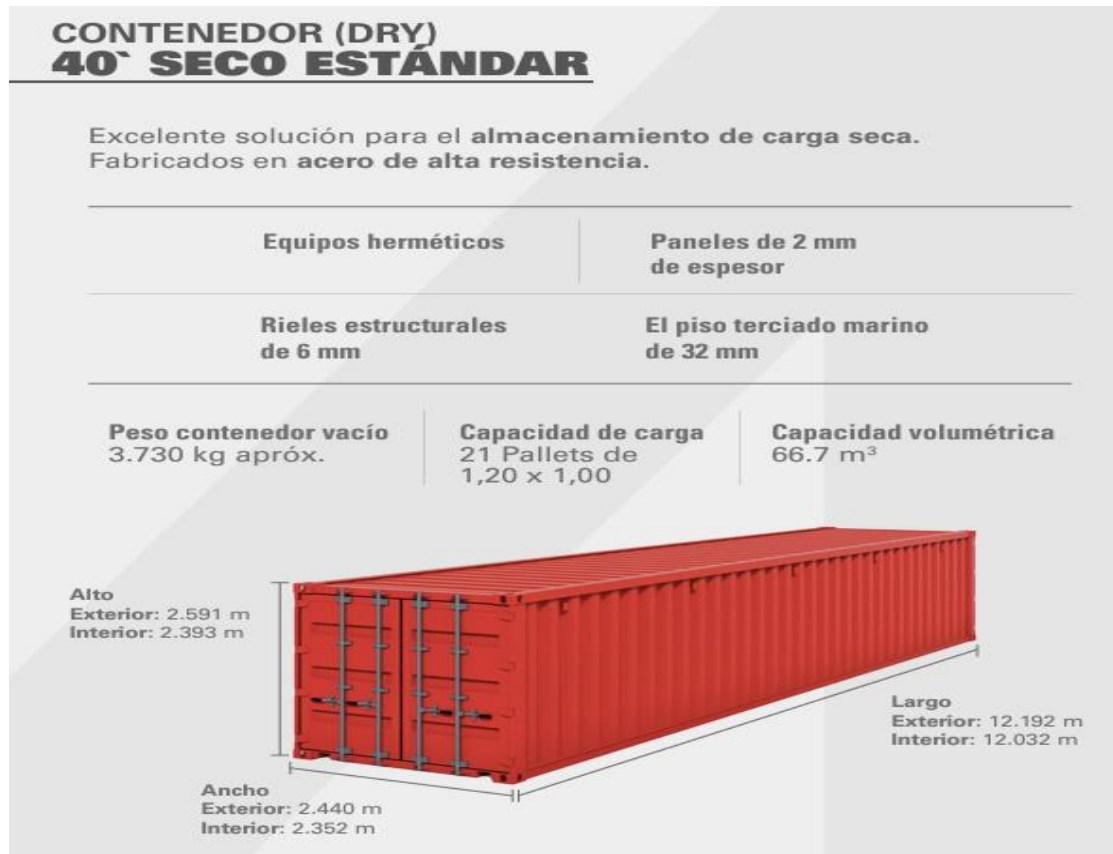 CONTENEDOR (DRY)
40` SECO ESTÁNDAR
Excelente solución para el almacenamiento de carga seca.
Fabricados en acero de alta resistencia.
Equipos herméticos
Paneles de 2 mm
de espesor
Rieles estructurales
de 6 mm
El piso terciado marino
de 32 mm
Peso contenedor vacío
3.730 kg apróx.
Capacidad de carga
21 Pallets de
1,20 x 1,00
Capacidad volumétrica
66.7 m³
Alto
Exterior: 2.591 m
Interior: 2.393 m
Largo
Exterior: 12.192 m
Interior: 12.032 m
Ancho
Exterior: 2.440 m
Interior: 2.352 m